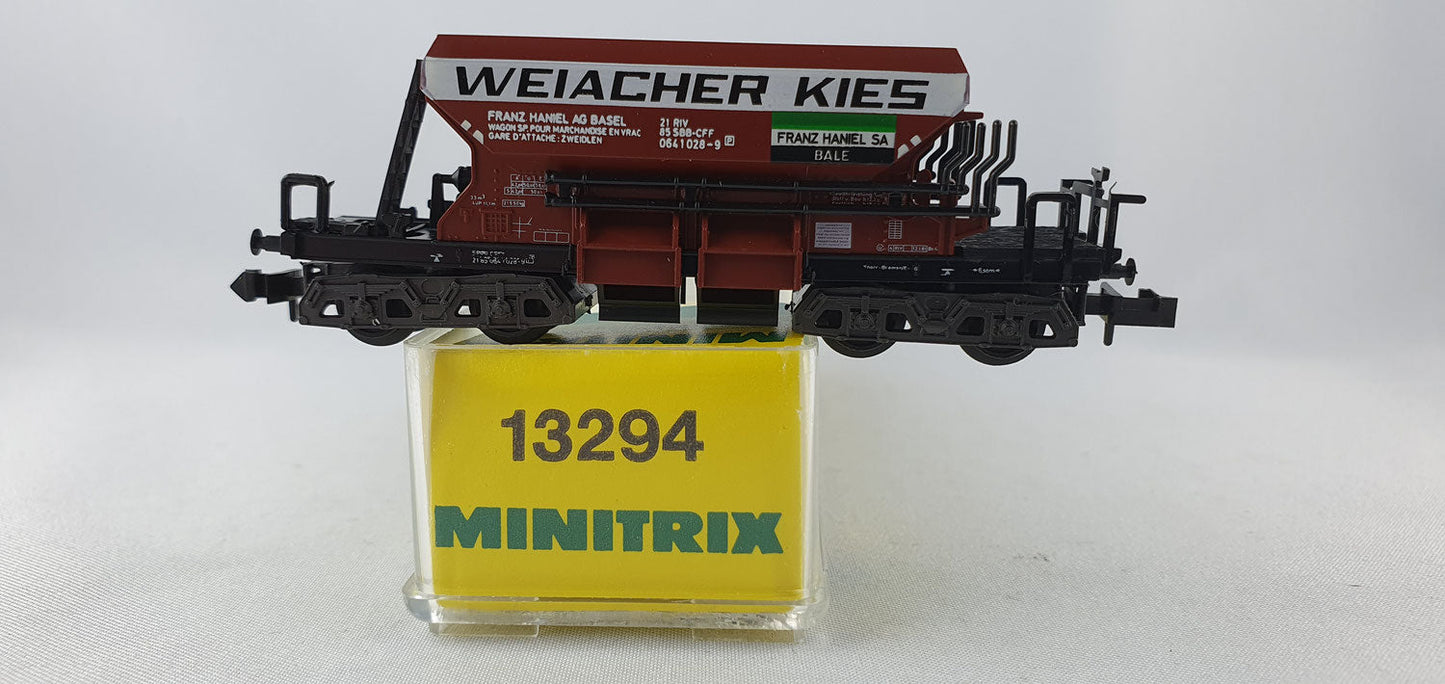 WEIACHER KIES
FRANZ HANIEL AG BASEL
WAGON SP. POUR MARCHANDISE EN VRAC
GARE D'ATTACHE: ZWEIDLEN
21 RIV
85 SBB-CFF
0641028-9 P
FRANZ HANIEL SA
BALE
13294
MINITRIX